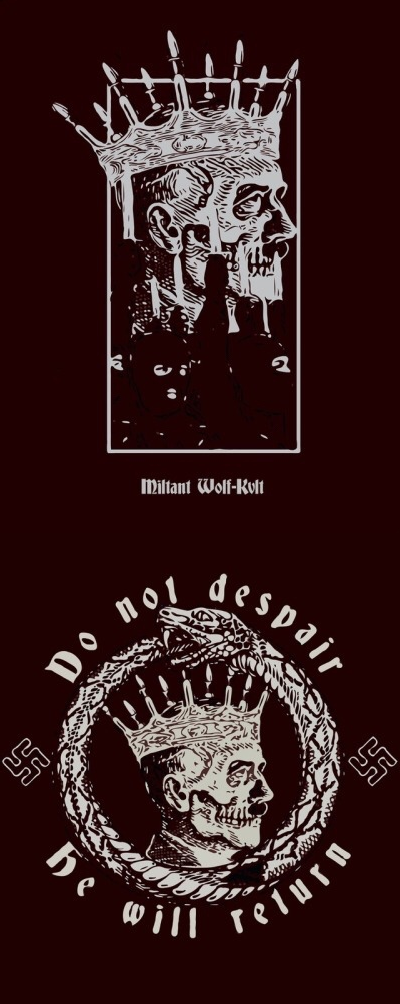 Miltant Wolf-Kvlt
Do not despair
He will return